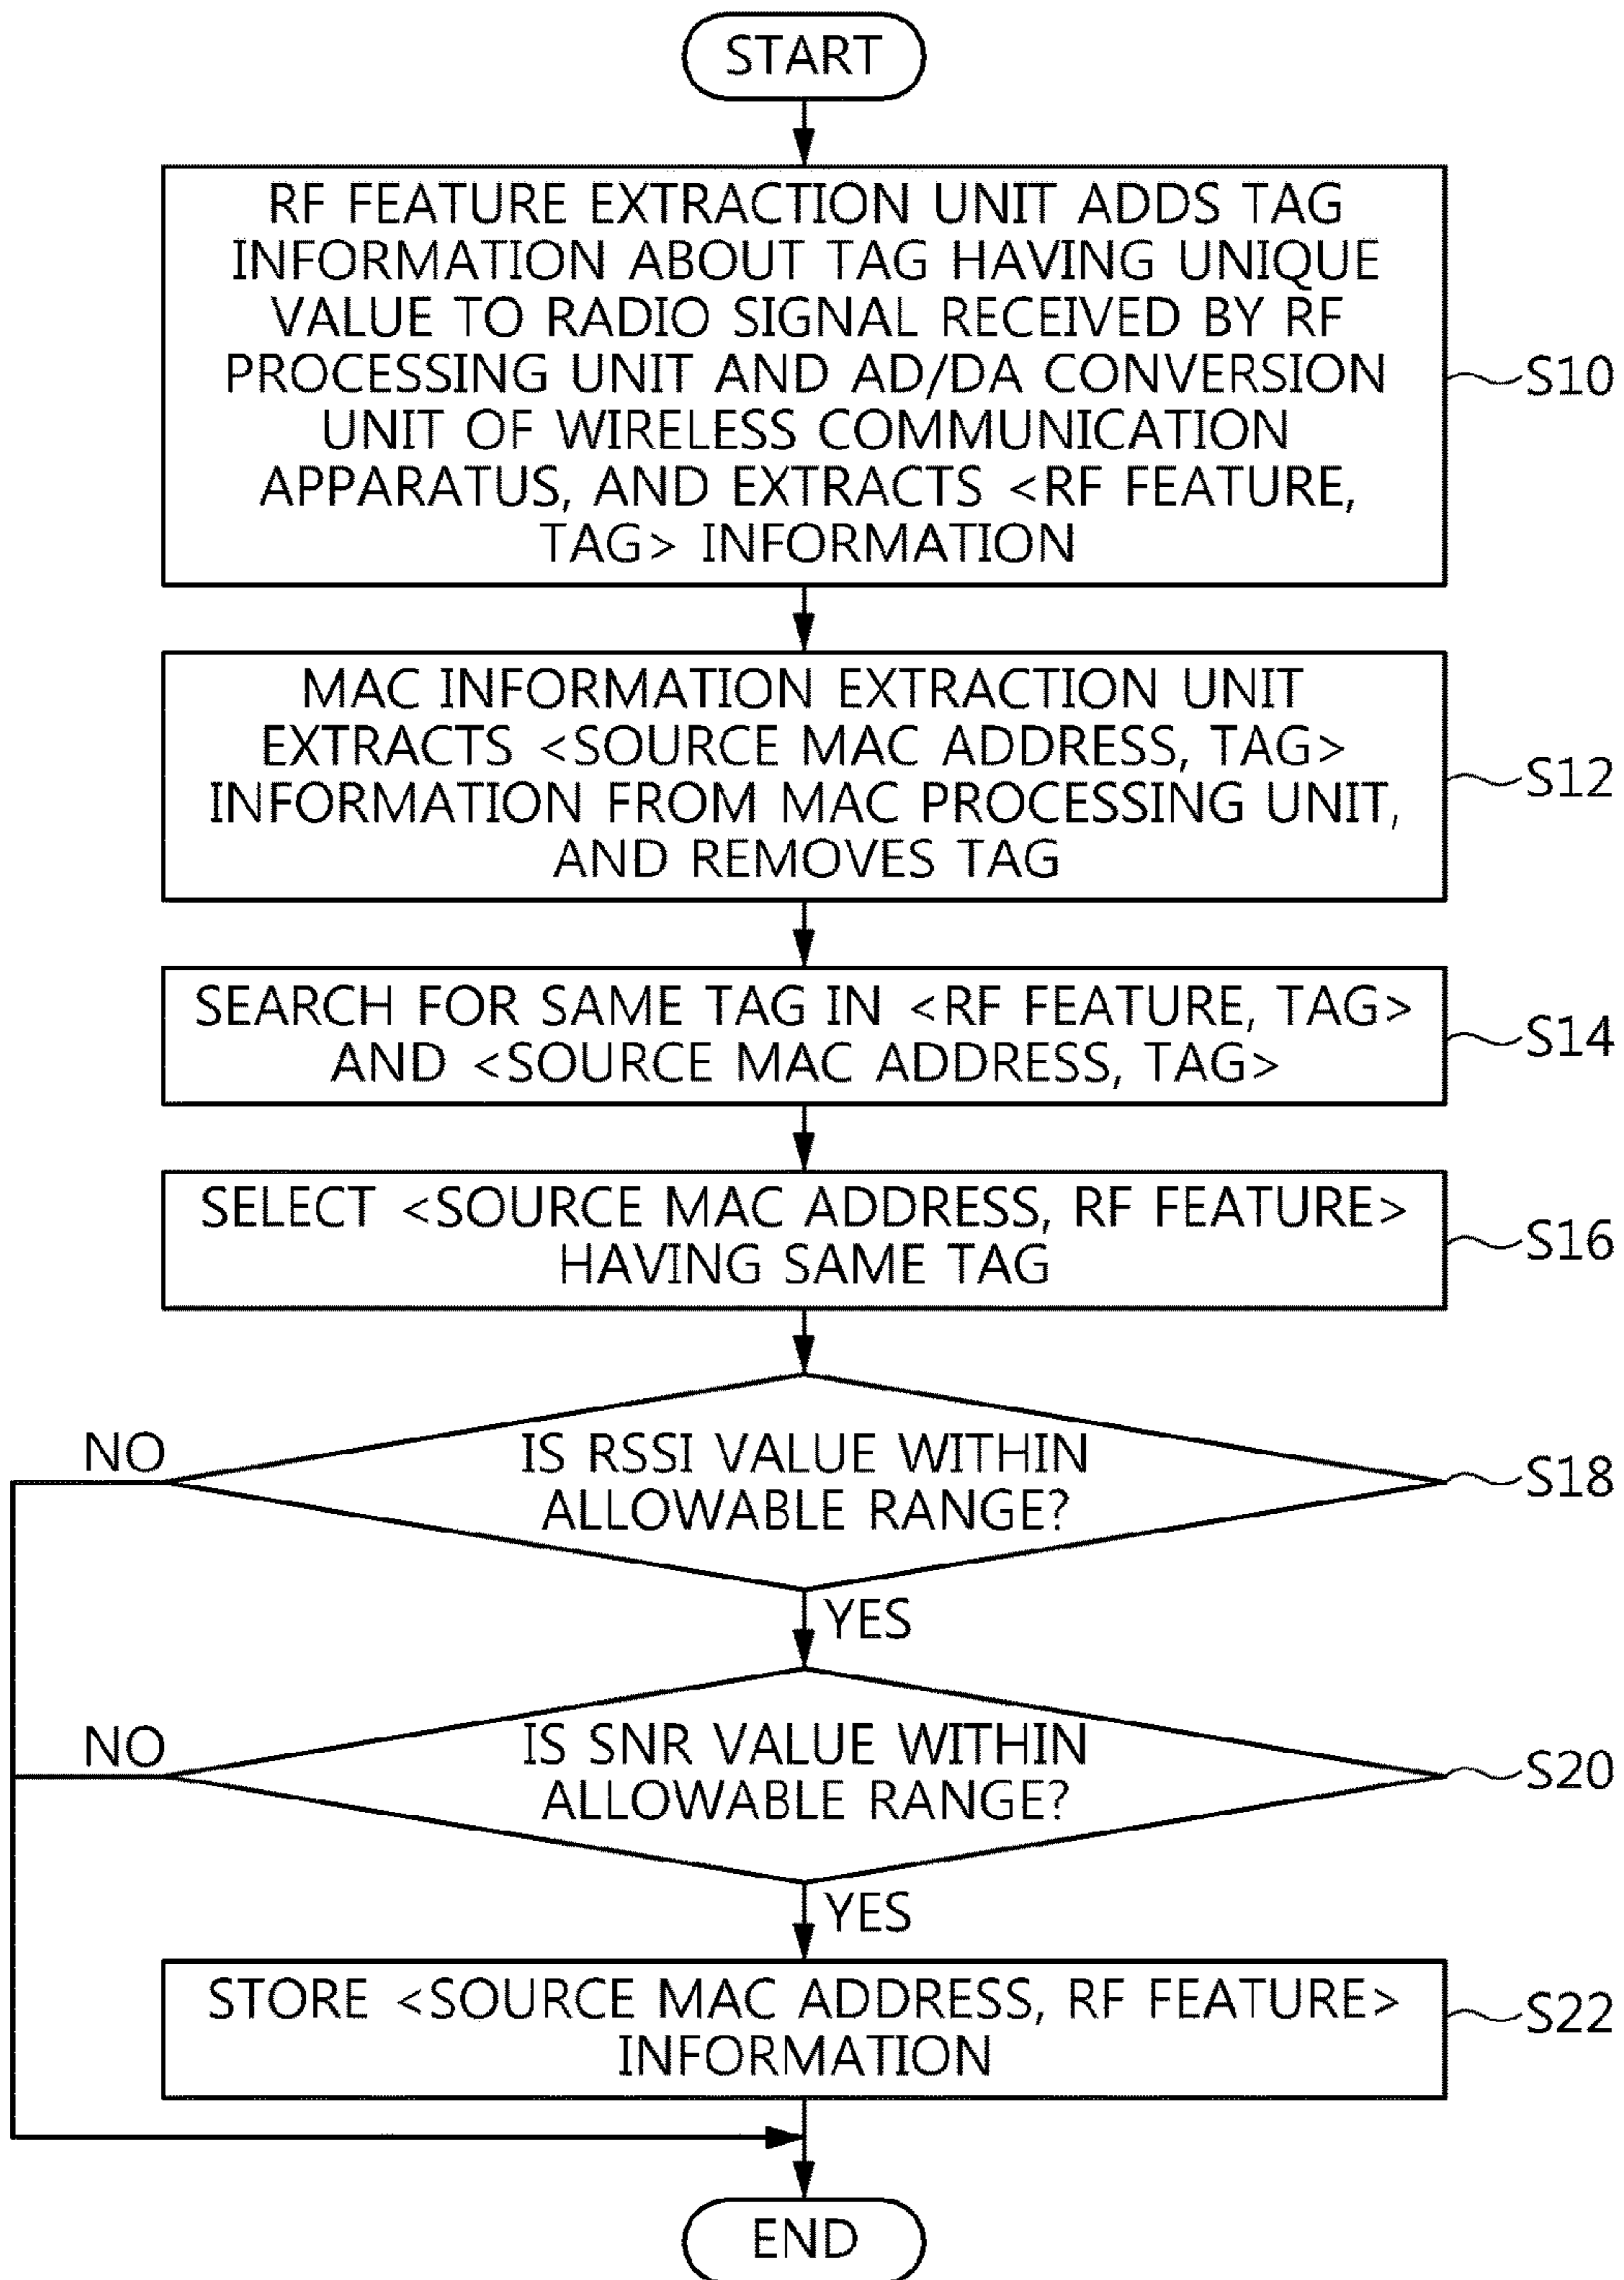 START
RF FEATURE EXTRACTION UNIT ADDS TAG
INFORMATION ABOUT TAG HAVING UNIQUE
VALUE TO RADIO SIGNAL RECEIVED BY RF
PROCESSING UNIT AND AD/DA CONVERSION
UNIT OF WIRELESS COMMUNICATION
APPARATUS, AND EXTRACTS <RF FEATURE,
TAG> INFORMATION
S10
MAC INFORMATION EXTRACTION UNIT
EXTRACTS <SOURCE MAC ADDRESS, TAG>
INFORMATION FROM MAC PROCESSING UNIT,
AND REMOVES TAG
S12
SEARCH FOR SAME TAG IN <RF FEATURE, TAG>
AND <SOURCE MAC ADDRESS, TAG>
S14
SELECT <SOURCE MAC ADDRESS, RF FEATURE>
HAVING SAME TAG
S16
NO
IS RSSI VALUE WITHIN
ALLOWABLE RANGE?
S18
YES
NO
IS SNR VALUE WITHIN
ALLOWABLE RANGE?
S20
YES
STORE <SOURCE MAC ADDRESS, RF FEATURE>
INFORMATION
S22
END